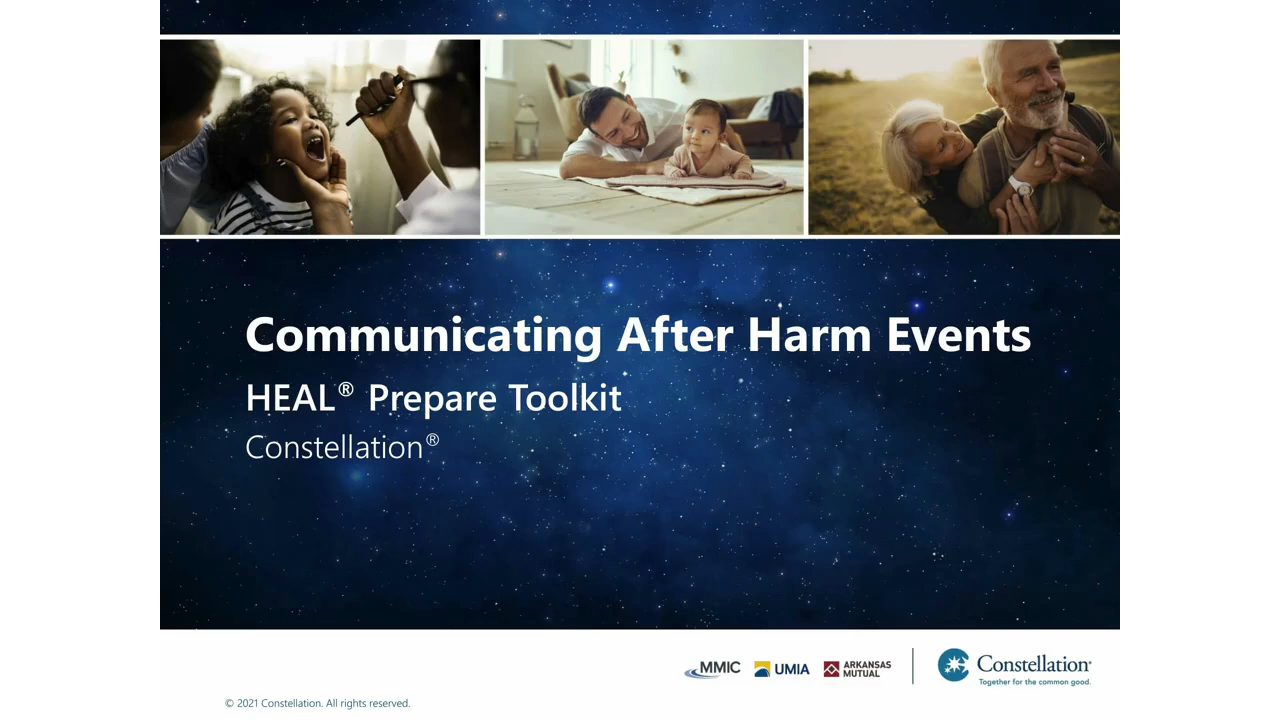 Communicating After Harm Events
HEAL® Prepare Toolkit
Constellation®
MMIC
UMIA
ARKANSAS
MUTUAL
Constellation®
Together for the common good.
© 2021 Constellation. All rights reserved.